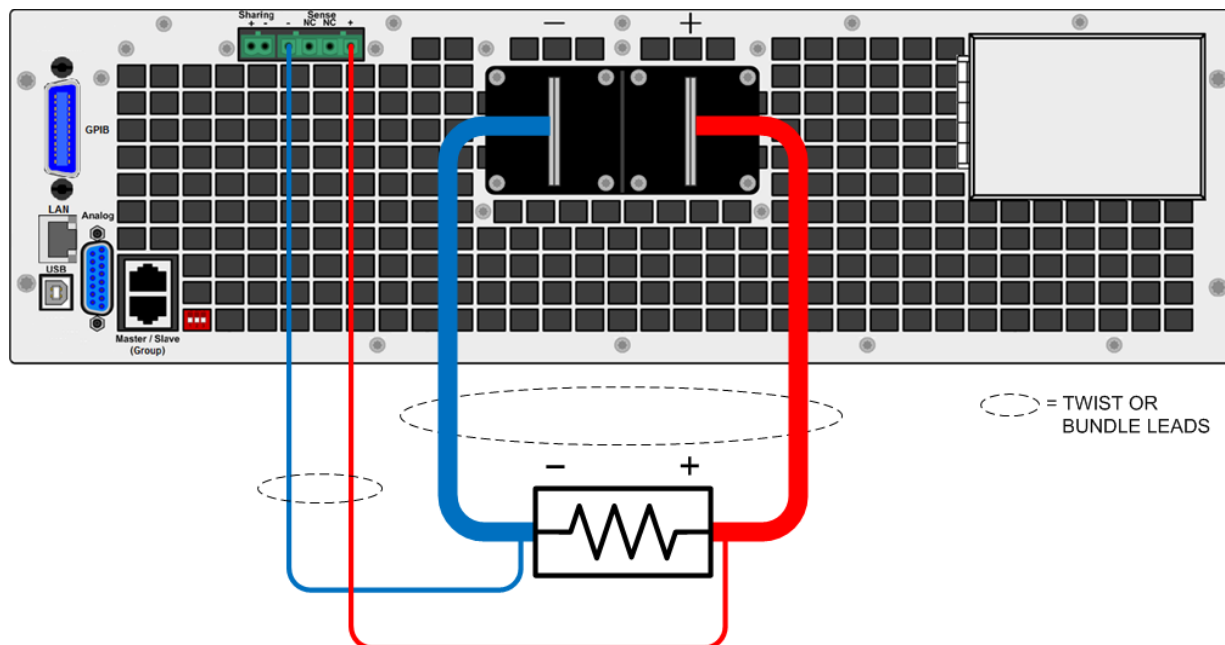 Sharing
+ -
Sense
- NC NC +
− +
GPIB
LAN
Analog
USB
Master / Slave
(Group)
= TWIST OR
BUNDLE LEADS
− +